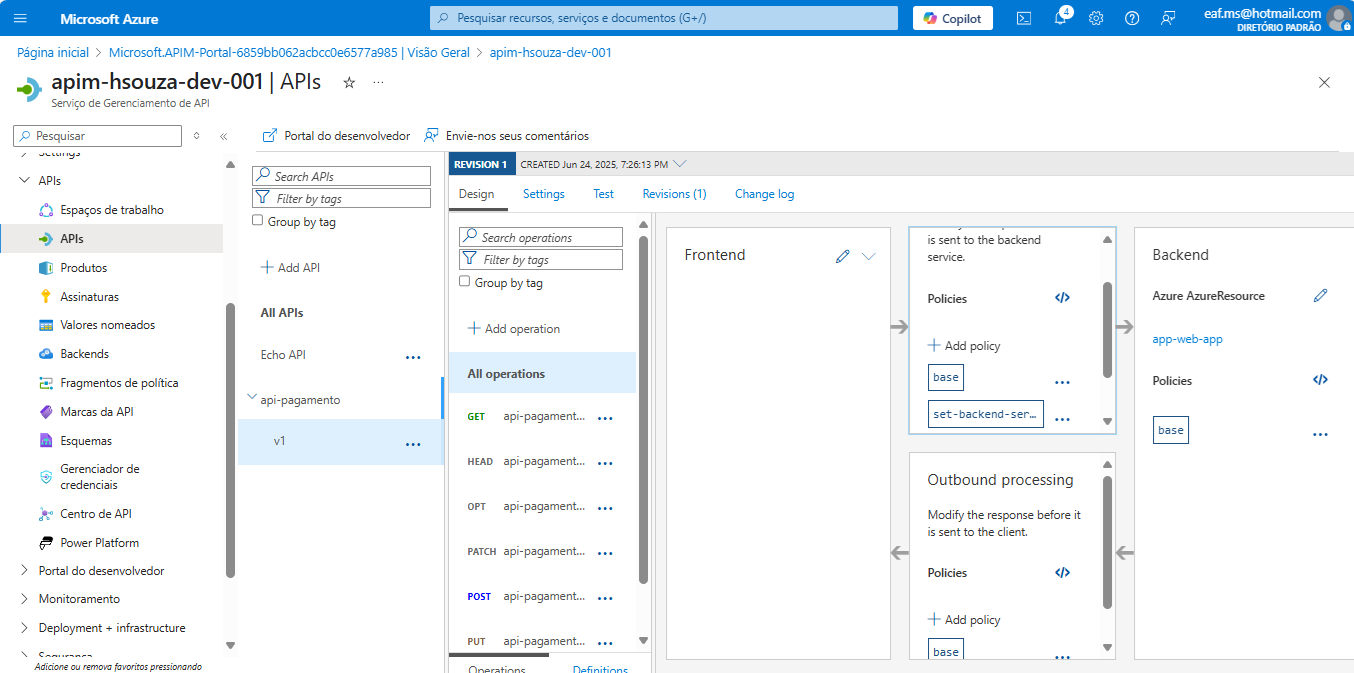 Microsoft Azure
Pesquisar recursos, serviços e documentos (G+/)
Copilot
4
eaf.ms@hotmail.com
DIRETÓRIO PADRÃO
Página inicial > Microsoft.APIM-Portal-6859bb062acbcc0e6577a985 | Visão Geral > apim-hsouza-dev-001
apim-hsouza-dev-001 | APIs
Serviço de Gerenciamento de API
Pesquisar
Settings
APIs
Espaços de trabalho
APIs
Produtos
Assinaturas
Valores nomeados
Backends
Fragmentos de política
Marcas da API
Esquemas
Gerenciador de
credenciais
Centro de API
Power Platform
Portal do desenvolvedor
Monitoramento
Deployment + infrastructure
Segurança
Adicione ou remova favoritos pressionando
Portal do desenvolvedor
Envie-nos seus comentários
Search APIs
Filter by tags
Group by tag
Add API
All APIs
Echo API
api-pagamento
v1
REVISION 1
CREATED Jun 24, 2025, 7:26:13 PM
Design
Settings
Test
Revisions (1)
Change log
Search operations
Filter by tags
Group by tag
Add operation
All operations
GET api-pagament...
HEAD api-pagament...
OPT api-pagament...
PATCH api-pagament...
POST api-pagament...
PUT api-pagament...
Operations
Definitions
Frontend
is sent to the backend
service.
Policies
Add policy
base
set-backend-ser...
Outbound processing
Modify the response before it
is sent to the client.
Policies
Add policy
base
Backend
Azure AzureResource
app-web-app
Policies
base